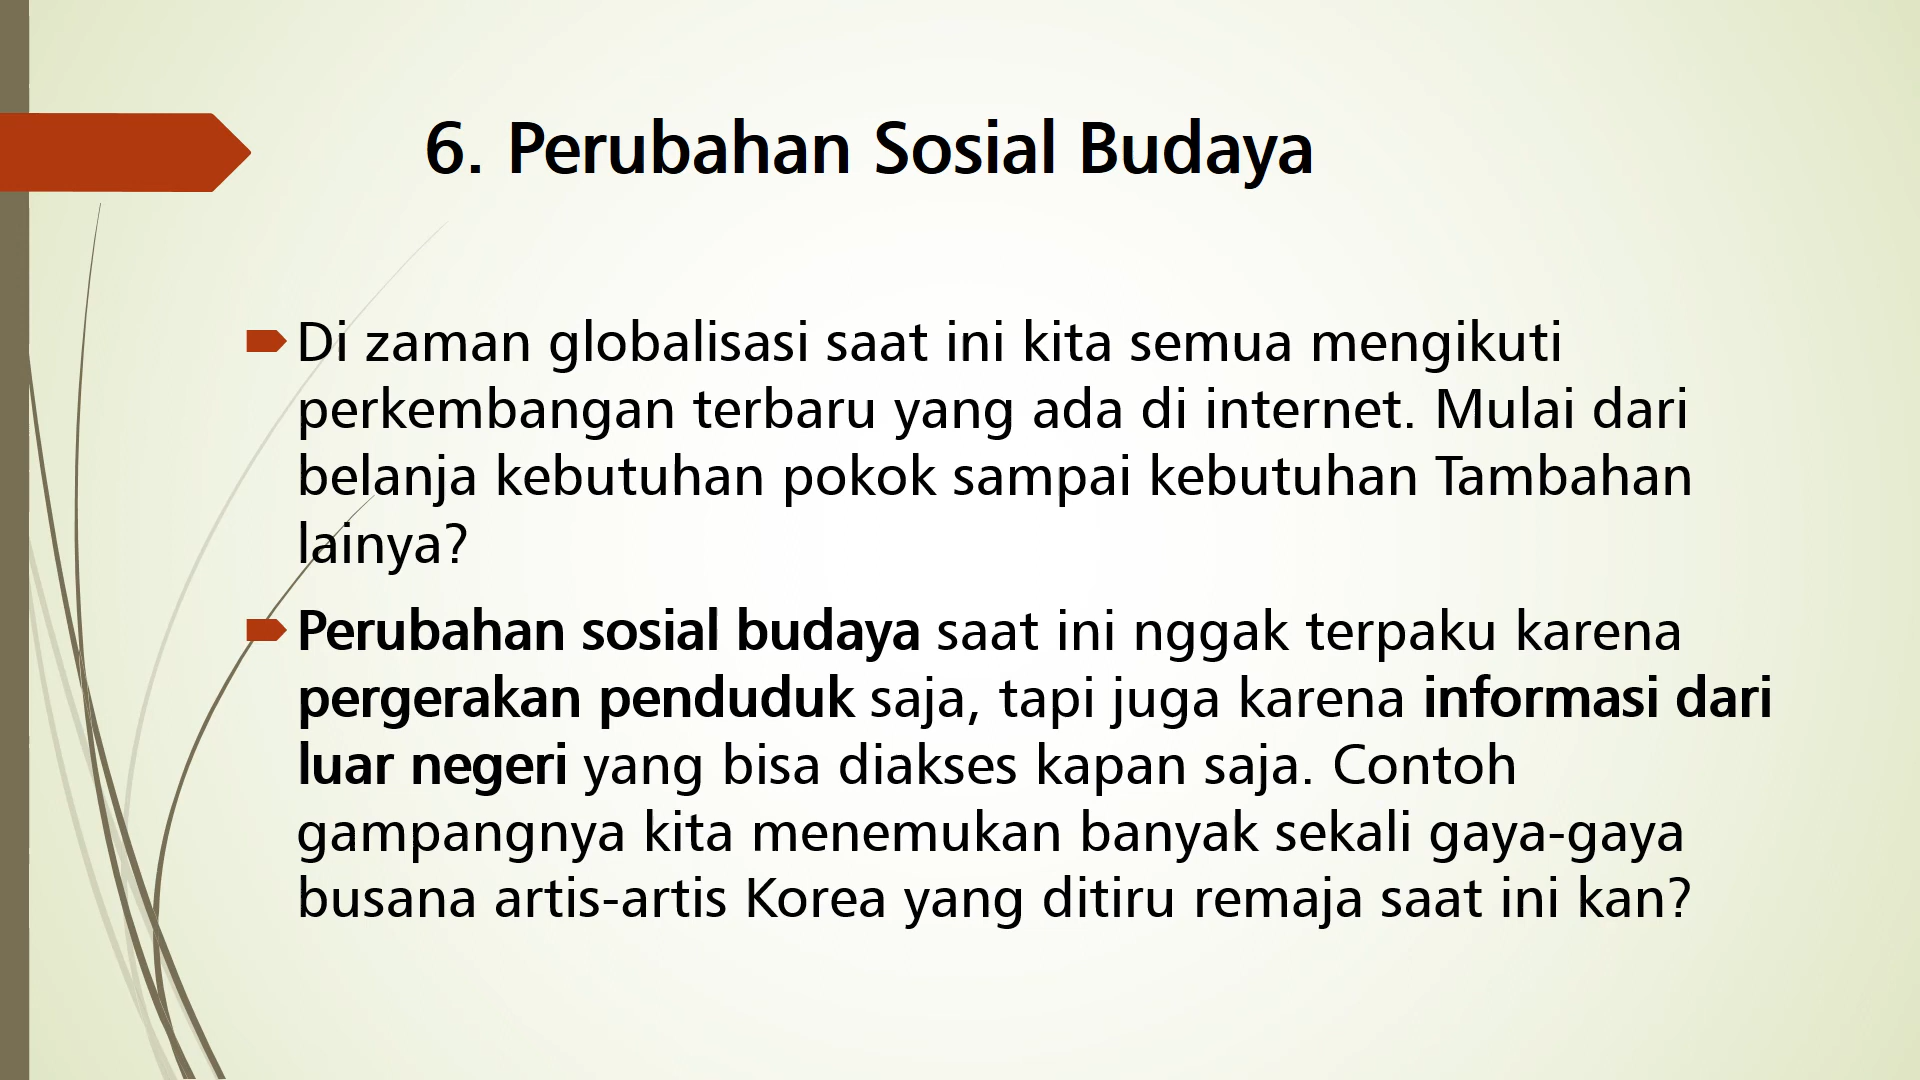 6. Perubahan Sosial Budaya
Di zaman globalisasi saat ini kita semua mengikuti
perkembangan terbaru yang ada di internet. Mulai dari
belanja kebutuhan pokok sampai kebutuhan Tambahan
lainya?
Perubahan sosial budaya saat ini nggak terpaku karena
pergerakan penduduk saja, tapi juga karena informasi dari
luar negeri yang bisa diakses kapan saja. Contoh
gampangnya kita menemukan banyak sekali gaya-gaya
busana artis-artis Korea yang ditiru remaja saat ini kan?